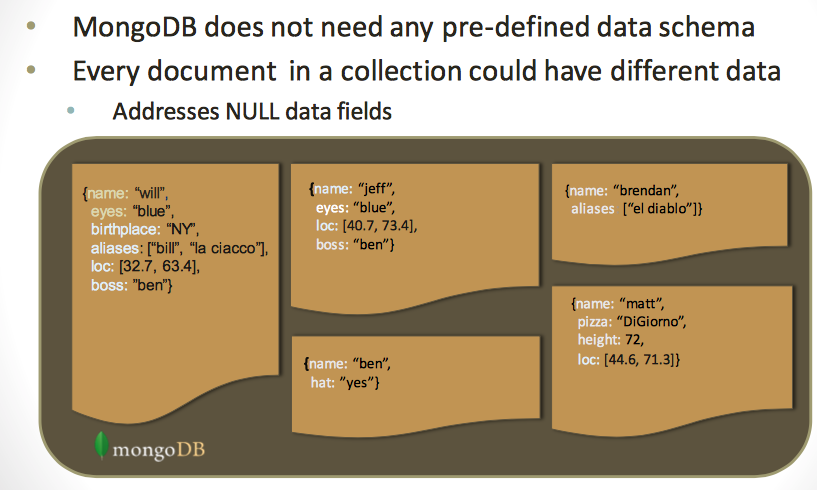 • MongoDB does not need any pre-defined data schema
• Every document in a collection could have different data
• Addresses NULL data fields
{name: “will”,
eyes: “blue”,
birthplace: “NY”,
aliases: [“bill”, “la ciacco”],
loc: [32.7, 63.4],
boss: ”ben”}
{name: “jeff”,
eyes: “blue”,
loc: [40.7, 73.4],
boss: “ben”}
{name: “ben”,
hat: ”yes”}
{name: “brendan”,
aliases [“el diablo”]}
{name: “matt”,
pizza: “DiGiorno”,
height: 72,
loc: [44.6, 71.3]}
mongoDB